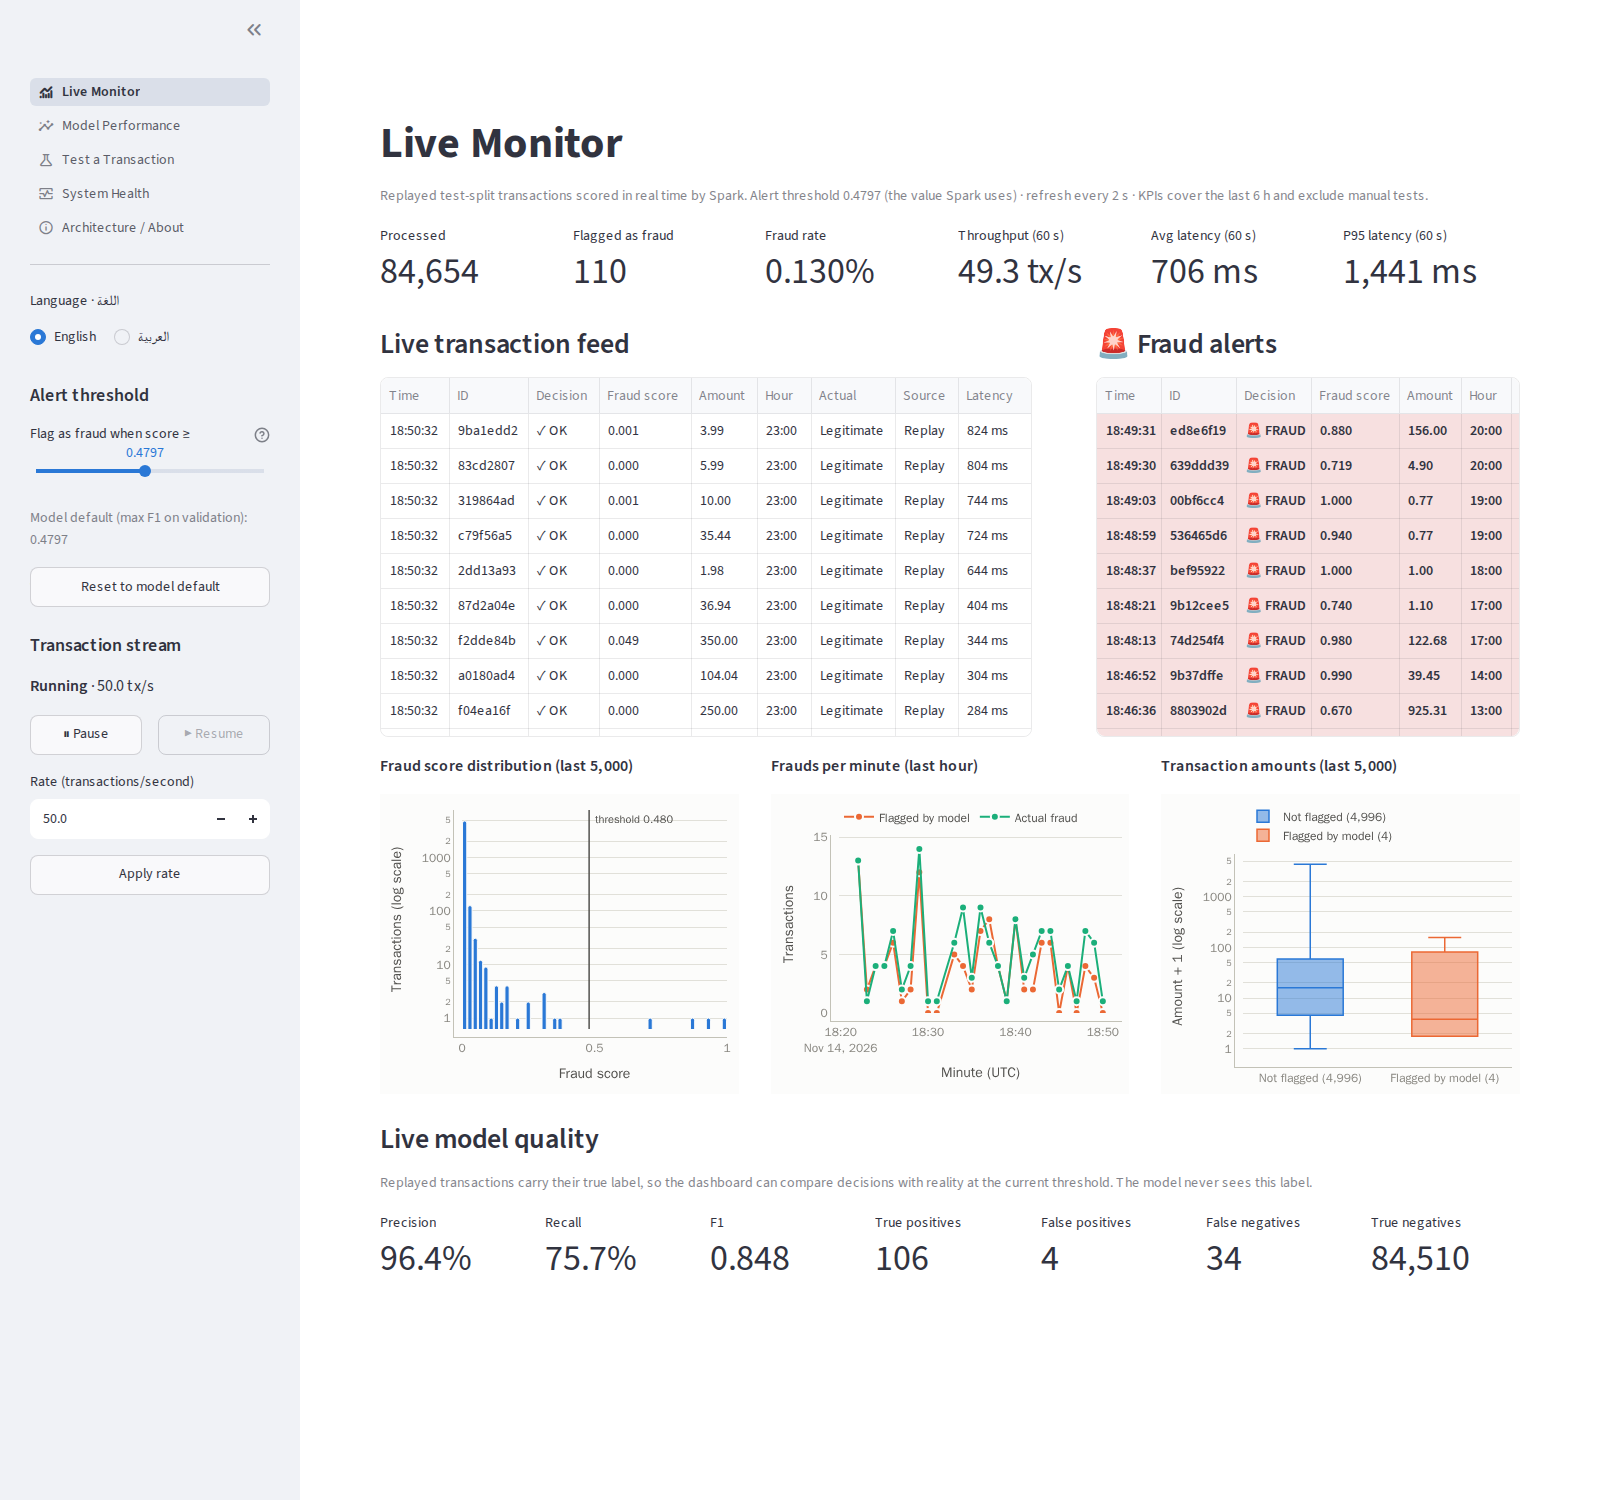 Live Monitor
Model Performance
Test a Transaction
System Health
Architecture / About
Language · اللغة
English العربية
Alert threshold
Flag as fraud when score ≥
0.4797
Model default (max F1 on validation):
0.4797
Reset to model default
Transaction stream
Running · 50.0 tx/s
Pause Resume
Rate (transactions/second)
50.0 − +
Apply rate
Live Monitor
Replayed test-split transactions scored in real time by Spark. Alert threshold 0.4797 (the value Spark uses) · refresh every 2 s · KPIs cover the last 6 h and exclude manual tests.
Processed Flagged as fraud Fraud rate Throughput (60 s) Avg latency (60 s) P95 latency (60 s)
84,654 110 0.130% 49.3 tx/s 706 ms 1,441 ms
Live transaction feed
Time ID Decision Fraud score Amount Hour Actual Source Latency
18:50:32 9ba1edd2 ✓ OK 0.001 3.99 23:00 Legitimate Replay 824 ms
18:50:32 83cd2807 ✓ OK 0.000 5.99 23:00 Legitimate Replay 804 ms
18:50:32 319864ad ✓ OK 0.001 10.00 23:00 Legitimate Replay 744 ms
18:50:32 c79f56a5 ✓ OK 0.000 35.44 23:00 Legitimate Replay 724 ms
18:50:32 2dd13a93 ✓ OK 0.000 1.98 23:00 Legitimate Replay 644 ms
18:50:32 87d2a04e ✓ OK 0.000 36.94 23:00 Legitimate Replay 404 ms
18:50:32 f2dde84b ✓ OK 0.049 350.00 23:00 Legitimate Replay 344 ms
18:50:32 a0180ad4 ✓ OK 0.000 104.04 23:00 Legitimate Replay 304 ms
18:50:32 f04ea16f ✓ OK 0.000 250.00 23:00 Legitimate Replay 284 ms
🚨 Fraud alerts
Time ID Decision Fraud score Amount Hour
18:49:31 ed8e6f19 🚨 FRAUD 0.880 156.00 20:00
18:49:30 639ddd39 🚨 FRAUD 0.719 4.90 20:00
18:49:03 00bf6cc4 🚨 FRAUD 1.000 0.77 19:00
18:48:59 536465d6 🚨 FRAUD 0.940 0.77 19:00
18:48:37 bef95922 🚨 FRAUD 1.000 1.00 18:00
18:48:21 9b12cee5 🚨 FRAUD 0.740 1.10 17:00
18:48:13 74d254f4 🚨 FRAUD 0.980 122.68 17:00
18:46:52 9b37dffe 🚨 FRAUD 0.990 39.45 14:00
18:46:36 8803902d 🚨 FRAUD 0.670 925.31 13:00
Fraud score distribution (last 5,000)
threshold 0.480
Transactions (log scale)
5
2
1000
5
2
100
5
2
10
5
2
1
0 0.5 1
Fraud score
Frauds per minute (last hour)
Flagged by model Actual fraud
Transactions
15
10
5
0
18:20 18:30 18:40 18:50
Nov 14, 2026
Minute (UTC)
Transaction amounts (last 5,000)
Not flagged (4,996)
Flagged by model (4)
Amount + 1 (log scale)
5
2
1000
5
2
100
5
2
10
5
2
1
Not flagged (4,996) Flagged by model (4)
Live model quality
Replayed transactions carry their true label, so the dashboard can compare decisions with reality at the current threshold. The model never sees this label.
Precision Recall F1 True positives False positives False negatives True negatives
96.4% 75.7% 0.848 106 4 34 84,510